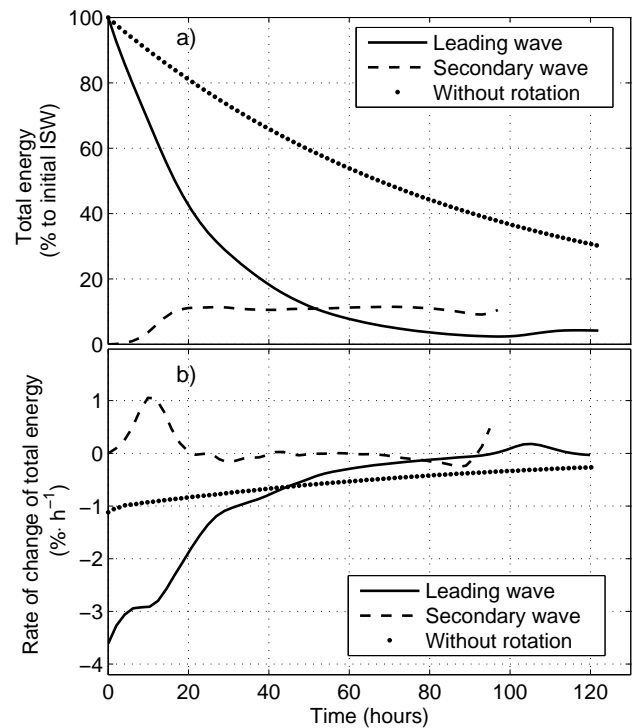 100
80
60
40
20
0
Total energy
(% to initial ISW)
a)
Leading wave
Secondary wave
Without rotation
1
0
−1
−2
−3
−4
Rate of change of total energy
(%· h⁻¹)
b)
Leading wave
Secondary wave
Without rotation
0 20 40 60 80 100 120
Time (hours)